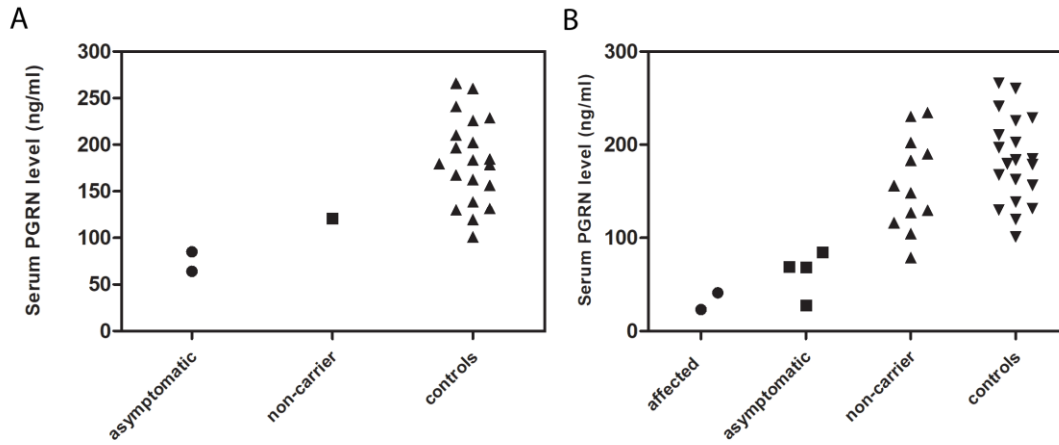 A
Serum PGRN level (ng/ml)
300
250
200
150
100
50
0
asymptomatic
non-carrier
controls
B
Serum PGRN level (ng/ml)
300
200
100
0
affected
asymptomatic
non-carrier
controls